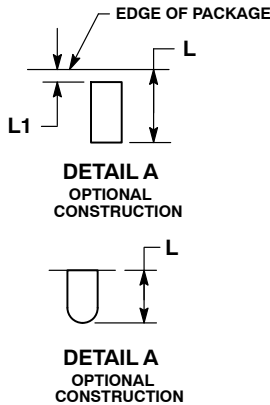 EDGE OF PACKAGE
L
L1
DETAIL A
OPTIONAL
CONSTRUCTION
L
DETAIL A
OPTIONAL
CONSTRUCTION